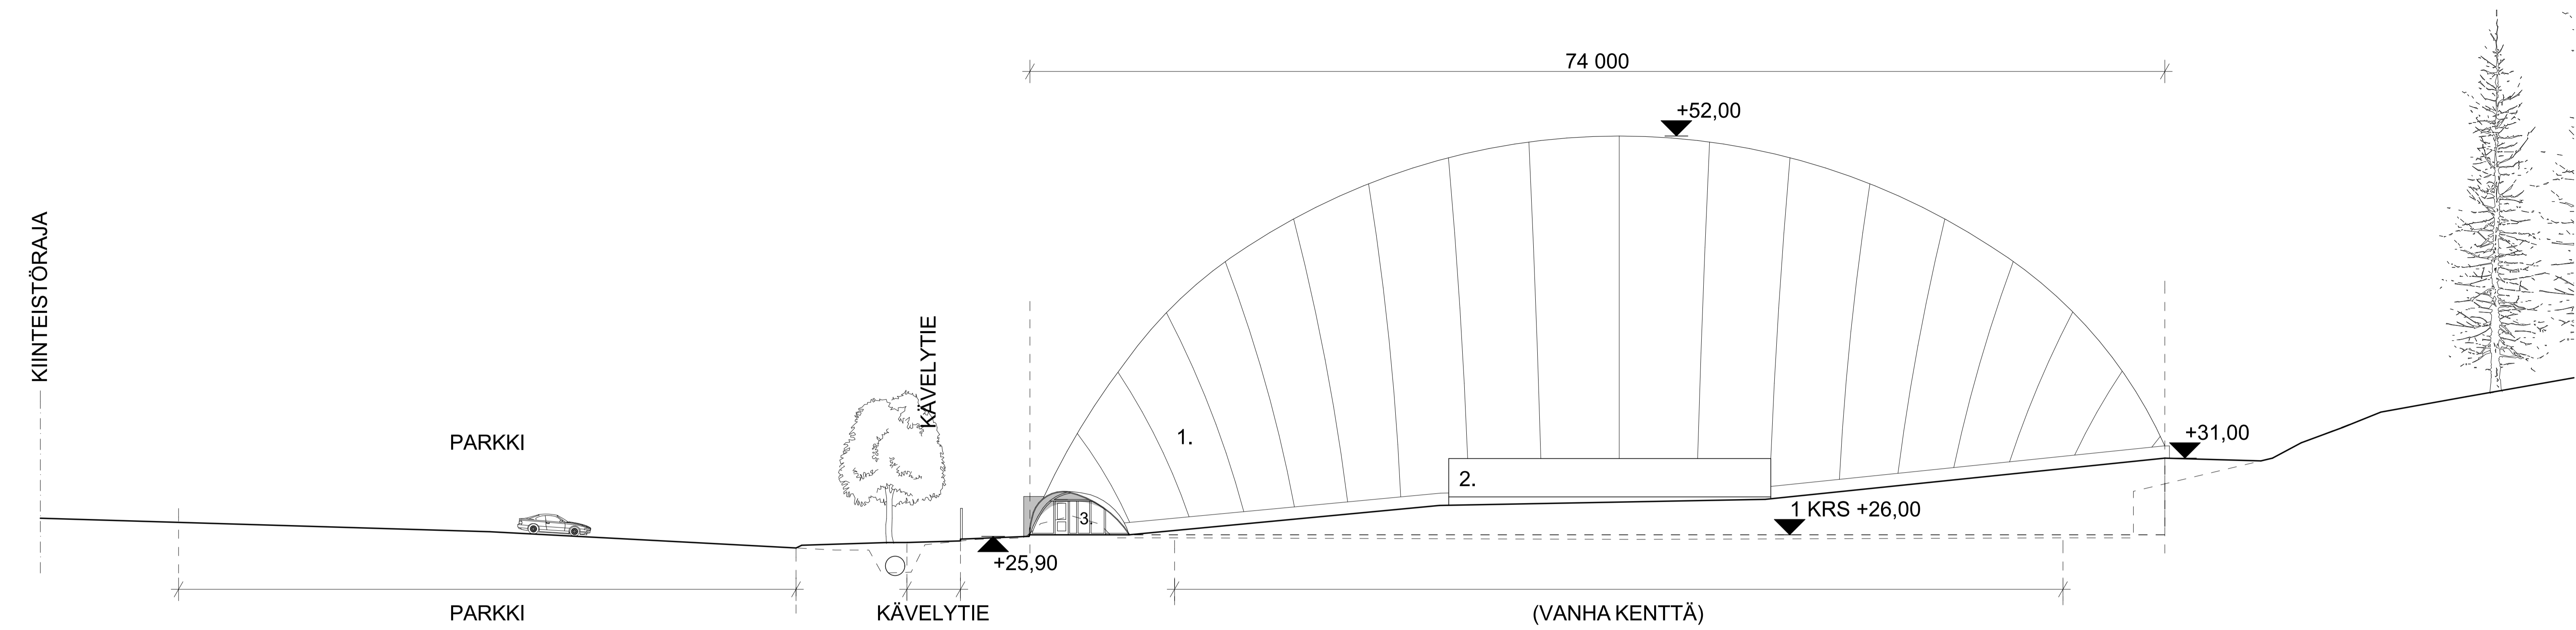 74 000
+52,00
KIINTEISTÖRAJA
KÄVELYTIE
PARKKI
1.
+31,00
2.
3.
1 KRS +26,00
+25,90
PARKKI
KÄVELYTIE
(VANHA KENTTÄ)